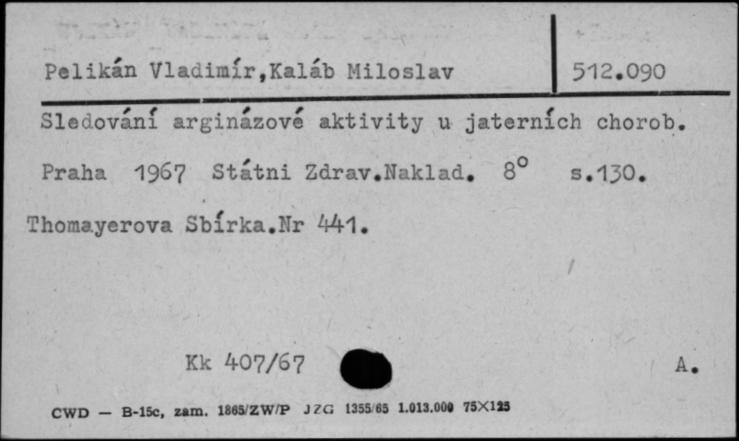 Pelikán Vladimír,Kaláb Miloslav 512.090
Sledování arginázové aktivity u jaterních chorob.
Praha 1967 Státni Zdrav.Naklad. 8° s.130.
Thomayerova Sbírka.Nr 441.
Kk 407/67 A.
CWD — B-15c, zam. 1865/ZW/P JZG 1355/65 1.013.000 75X125